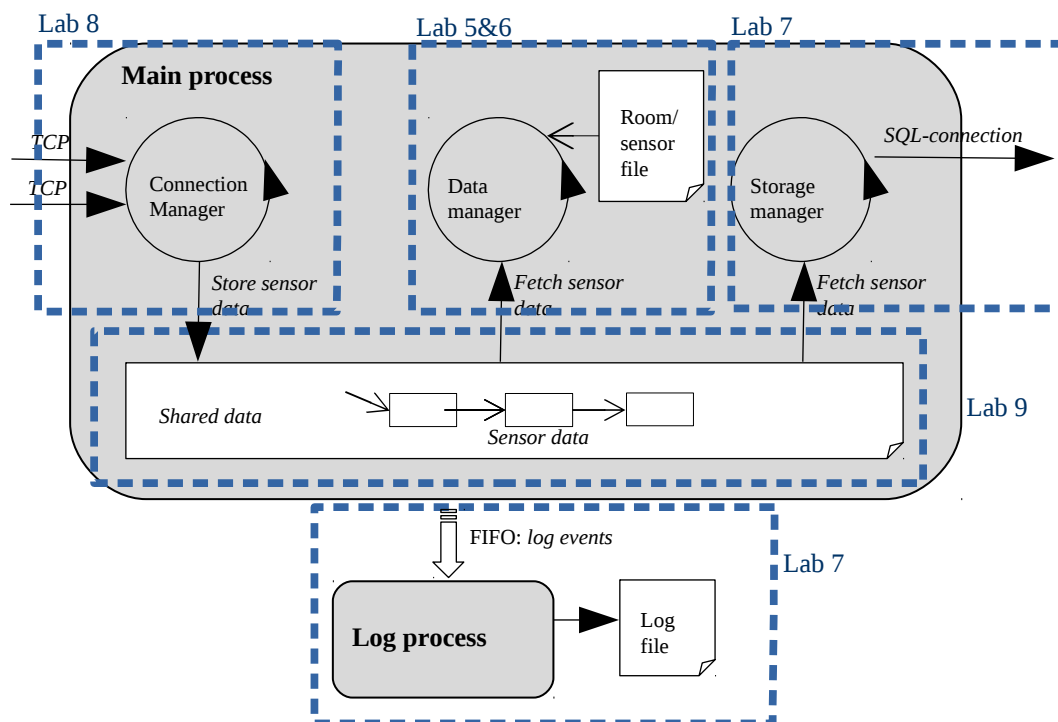 Lab 8
Lab 5&6
Lab 7
Main process
TCP
TCP
Connection
Manager
Data
manager
Room/
sensor
file
Storage
manager
SQL-connection
Store sensor
data
Fetch sensor
data
Fetch sensor
data
Shared data
Sensor data
Lab 9
FIFO: log events
Lab 7
Log process
Log
file